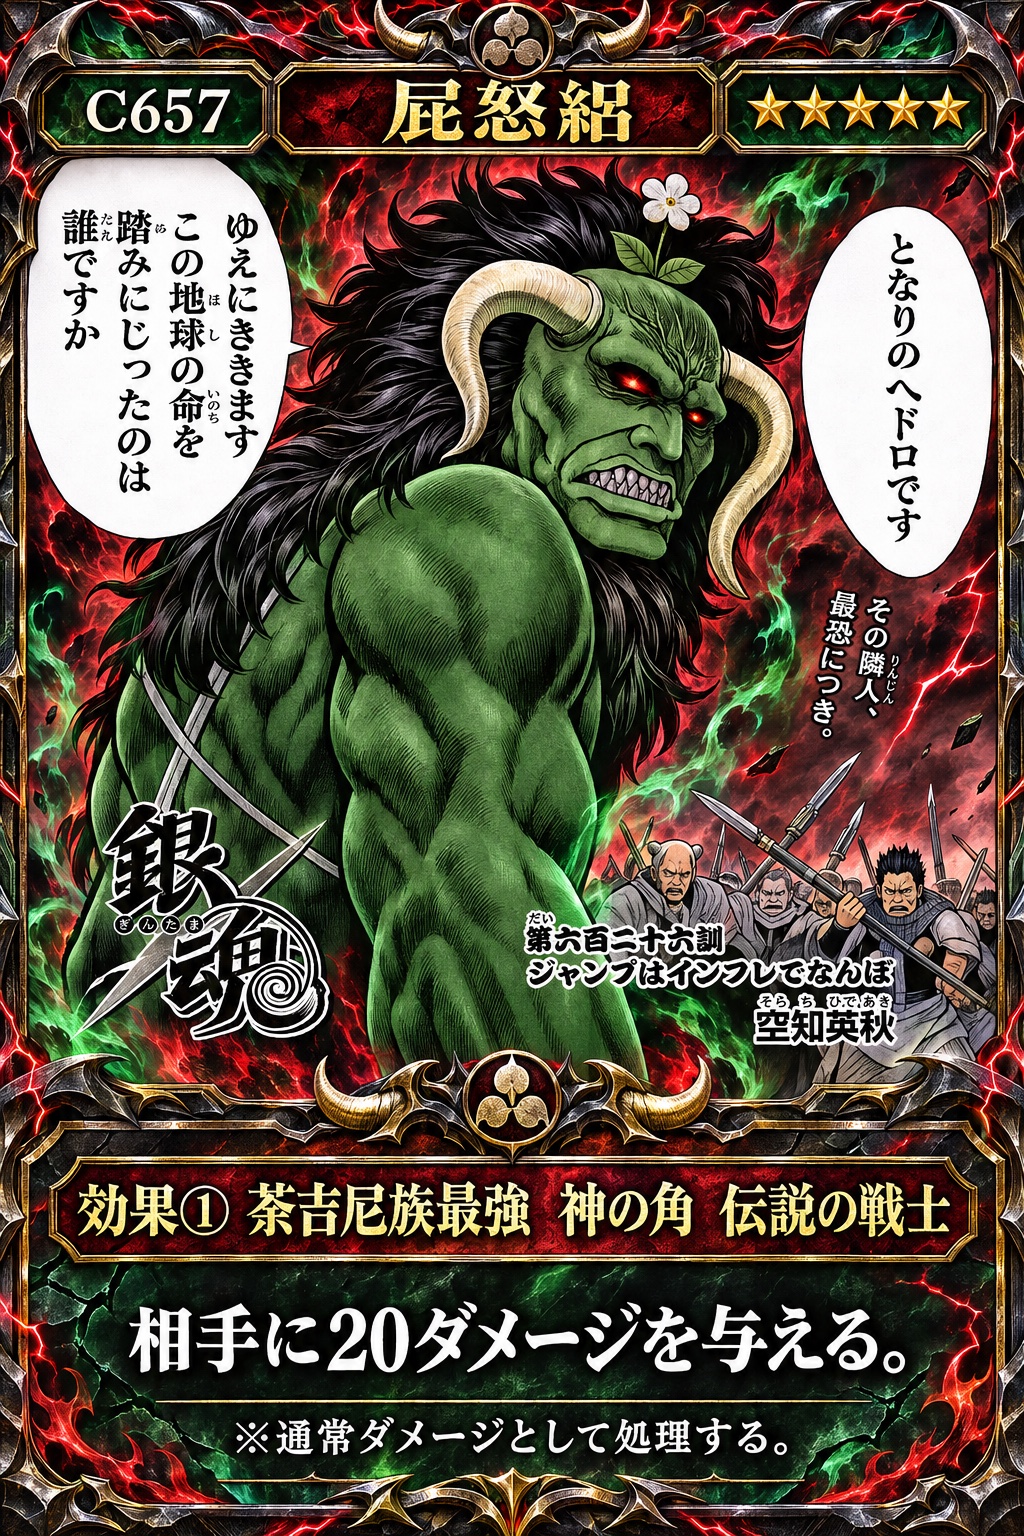 C657
屁怒絽
★★★★★
ゆえにききます
この地球の命を
踏みにじったのは
誰ですか
となりのヘドロです
その隣人、
最恐につき。
銀魂
ぎんたま
第六百二十六訓
ジャンプはインフレでなんぼ
空知英秋
効果① 茶吉尼族最強 神の角 伝説の戦士
相手に20ダメージを与える。
※通常ダメージとして処理する。